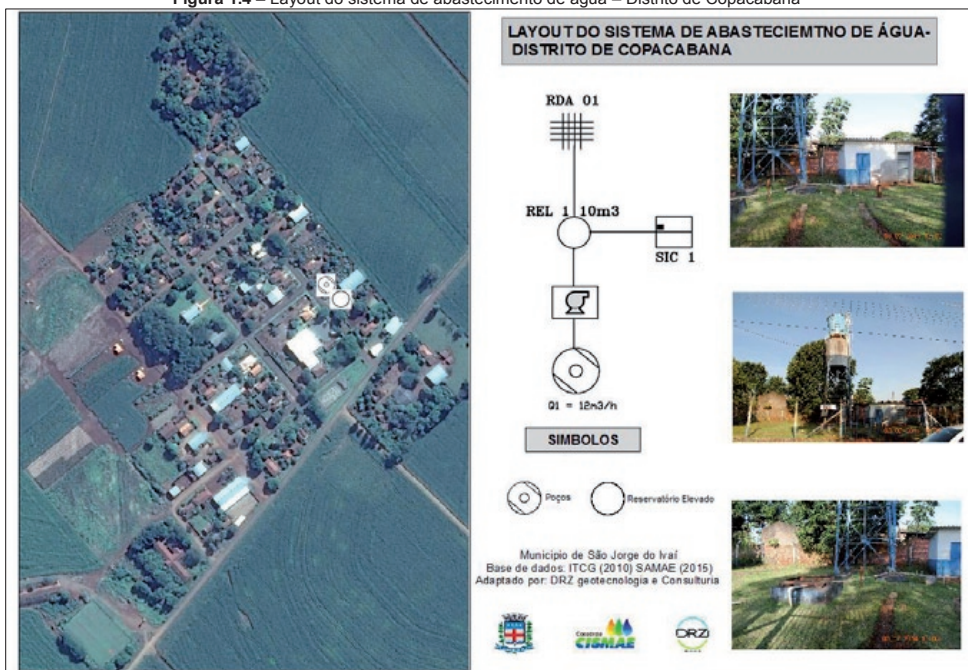 Figura 1.4 – Layout do sistema de abastecimento de água – Distrito de Copacabana
LAYOUT DO SISTEMA DE ABASTECIEMTNO DE ÁGUA-
DISTRITO DE COPACABANA
RDA 01
REL 1 10m3
SIC 1
Q1 = 12m3/h
SIMBOLOS
Poços
Reservatório Elevado
Município de São Jorge do Ivaí
Base de dados: ITCG (2010) SAMAE (2015)
Adaptado por: DRZ geotecnologia e Consultoria
CISMAE
DRZ